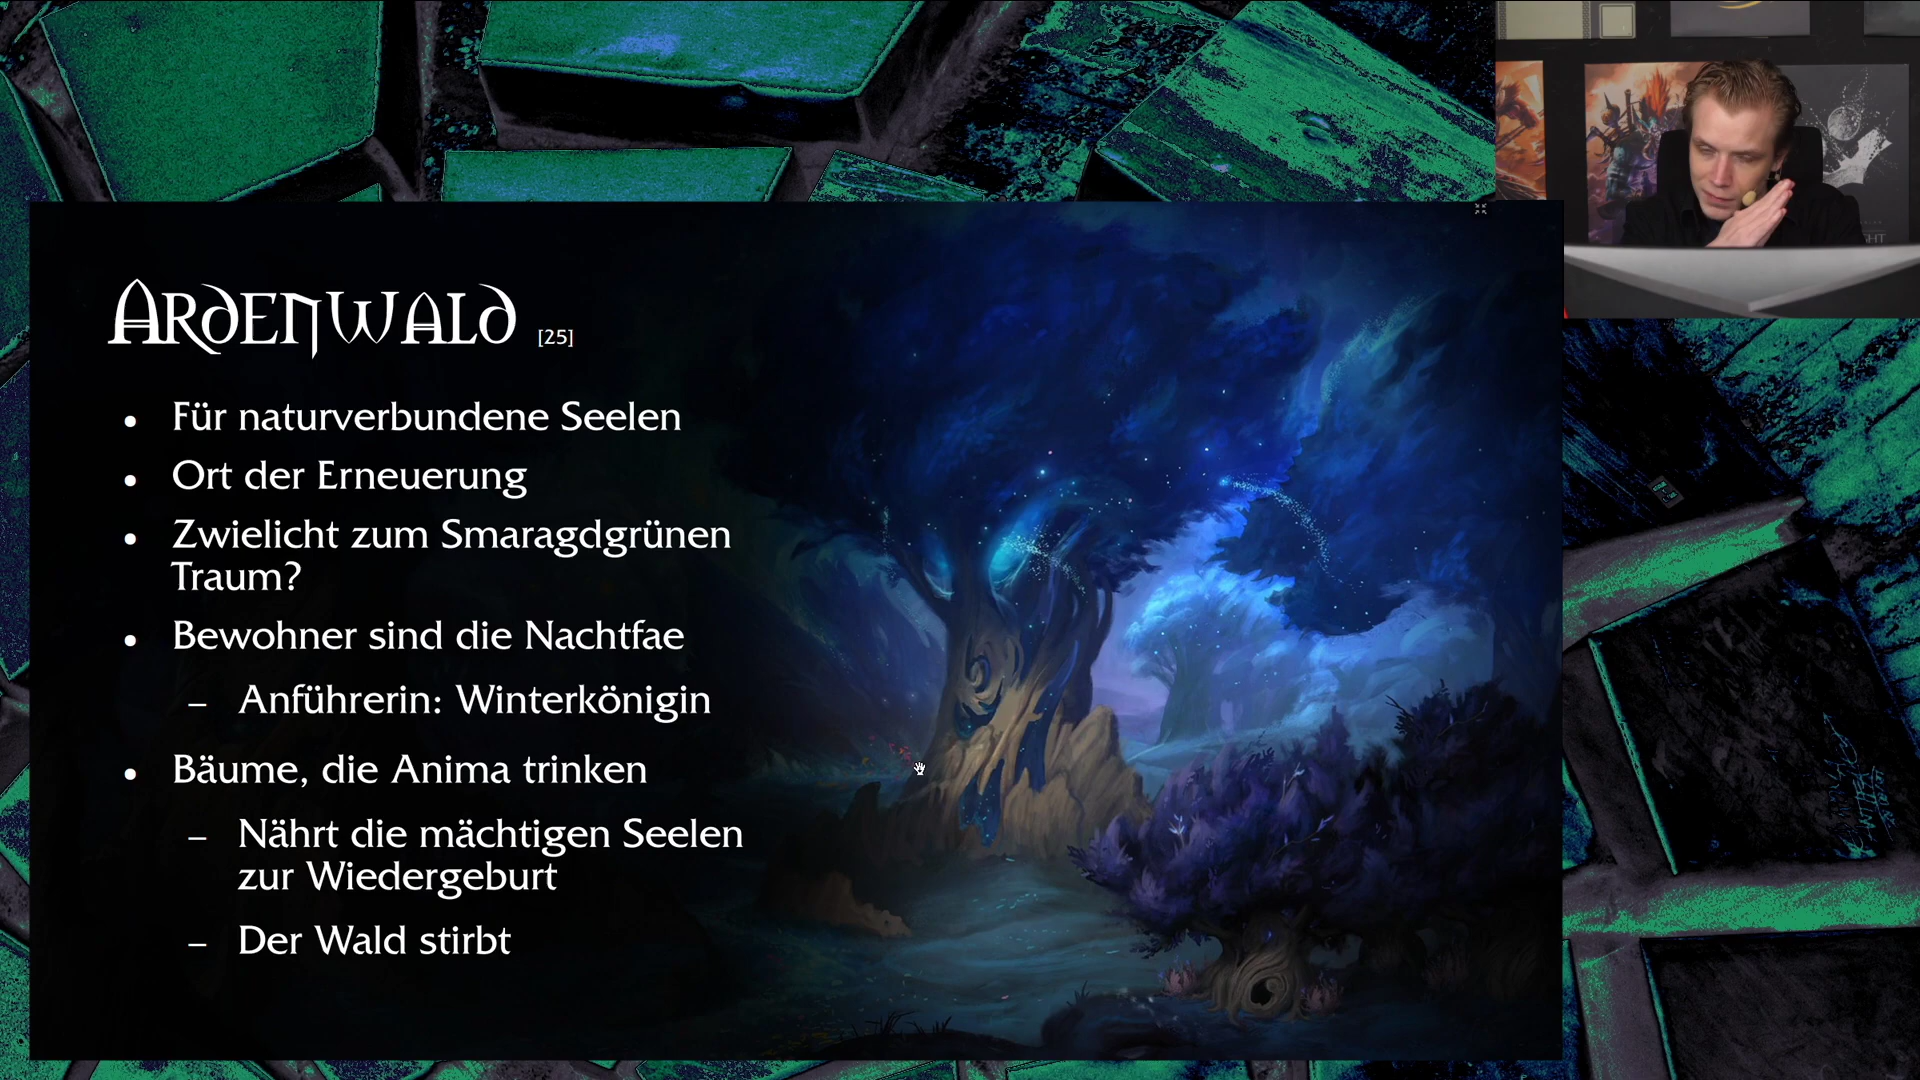 Ardenwald [25]
• Für naturverbundene Seelen
• Ort der Erneuerung
• Zwielicht zum Smaragdgrünen
Traum?
• Bewohner sind die Nachtfae
– Anführerin: Winterkönigin
• Bäume, die Anima trinken
– Nährt die mächtigen Seelen
zur Wiedergeburt
– Der Wald stirbt